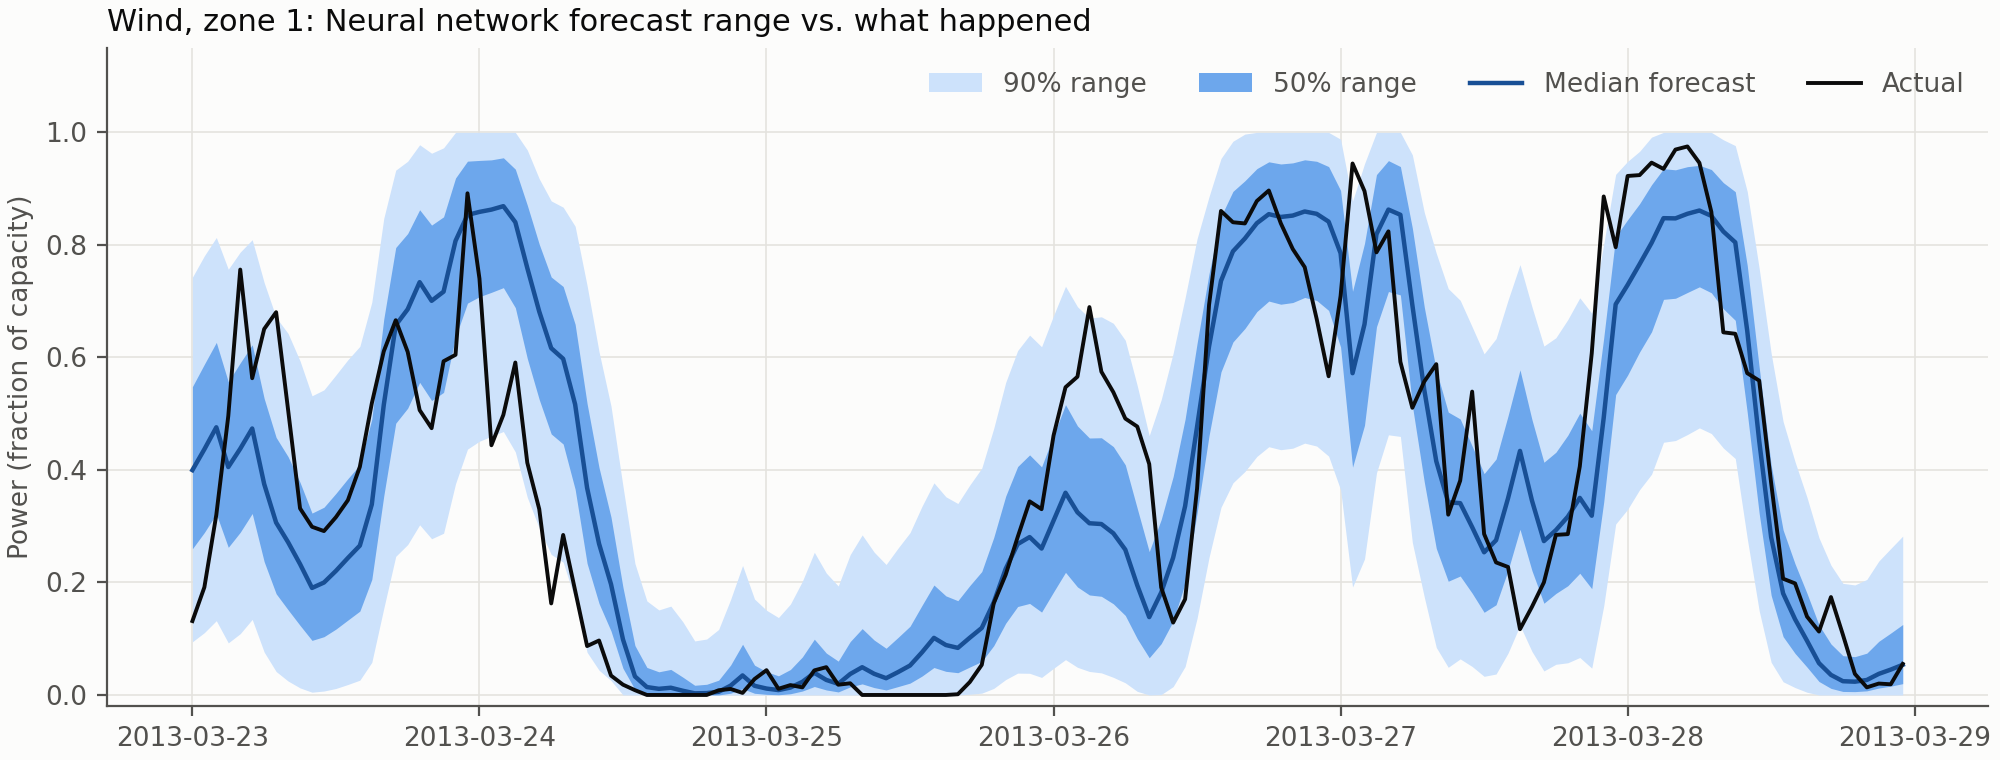 Wind, zone 1: Neural network forecast range vs. what happened
90% range
50% range
Median forecast
Actual
Power (fraction of capacity)
1.0
0.8
0.6
0.4
0.2
0.0
2013-03-23
2013-03-24
2013-03-25
2013-03-26
2013-03-27
2013-03-28
2013-03-29